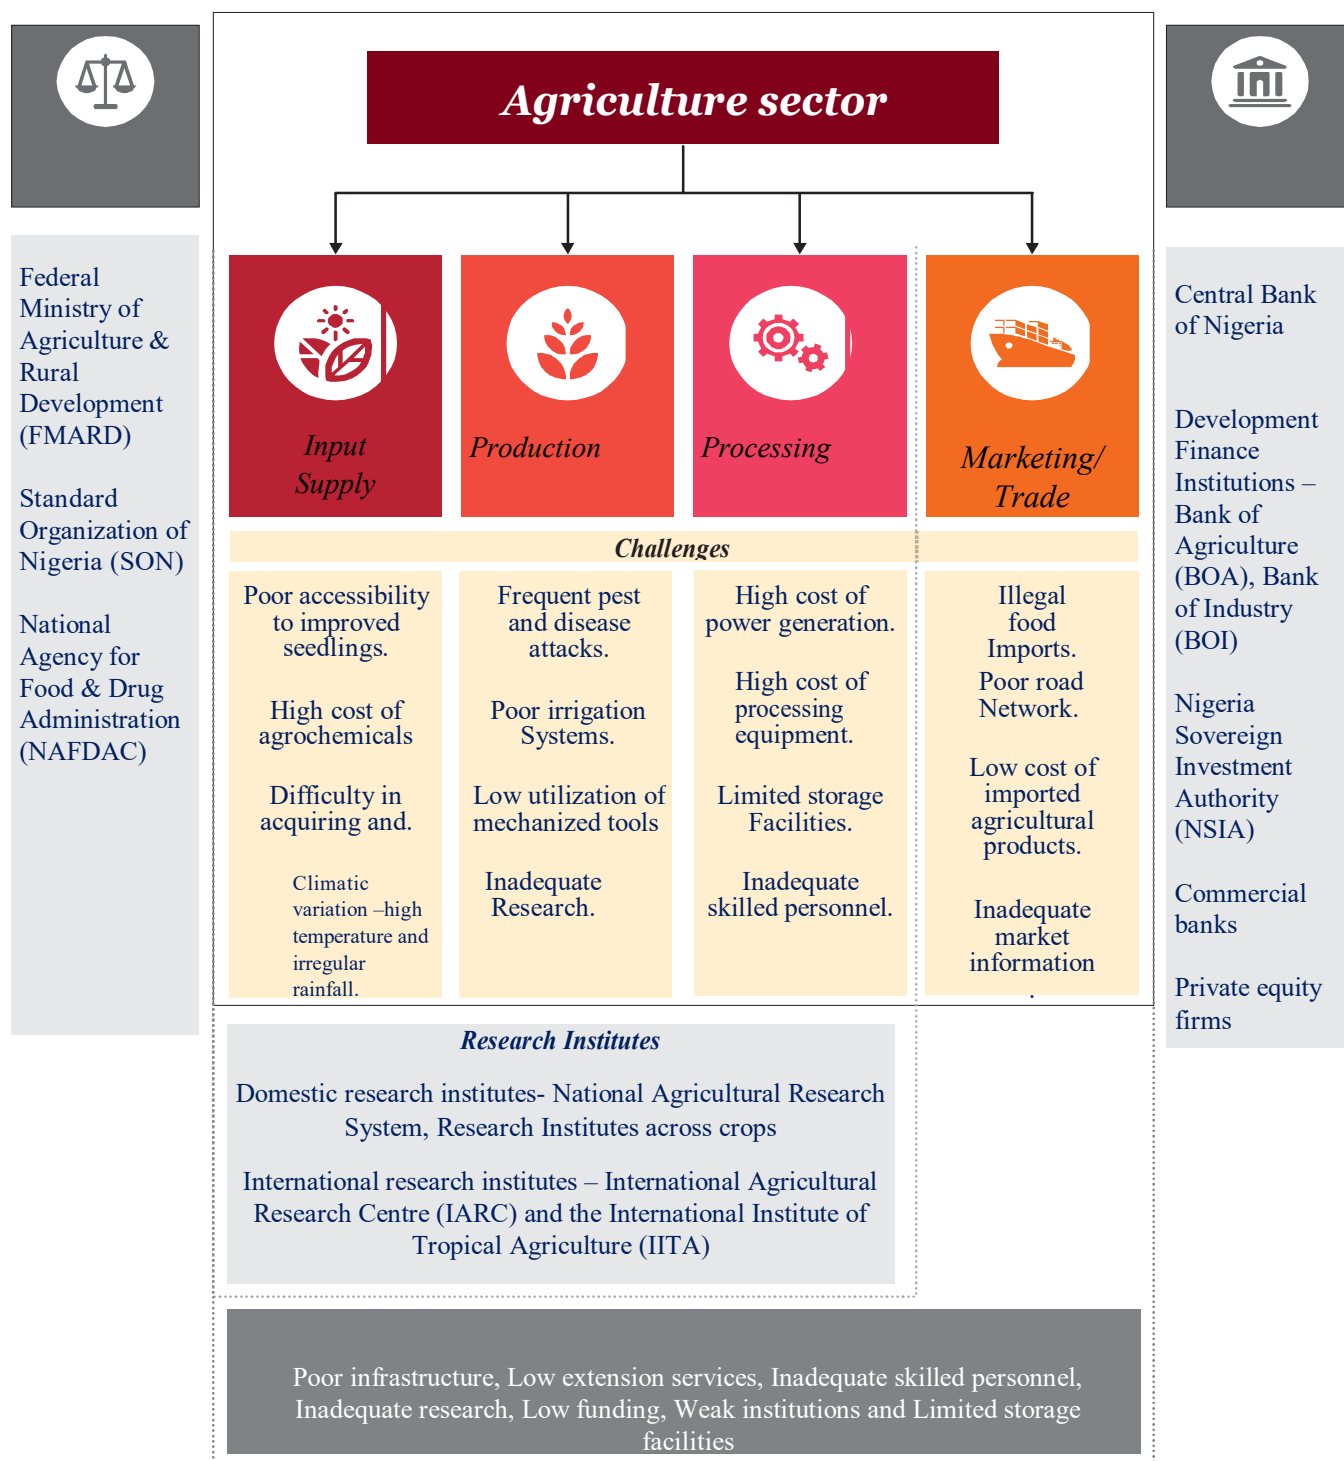 Agriculture sector
Federal
Ministry of
Agriculture &
Rural
Development
(FMARD)
Standard
Organization of
Nigeria (SON)
National
Agency for
Food & Drug
Administration
(NAFDAC)
Input
Supply
Production
Processing
Marketing/
Trade
Challenges
Poor accessibility
to improved
seedlings.
High cost of
agrochemicals
Difficulty in
acquiring and.
Climatic
variation –high
temperature and
irregular
rainfall.
Frequent pest
and disease
attacks.
Poor irrigation
Systems.
Low utilization of
mechanized tools
Inadequate
Research.
High cost of
power generation.
High cost of
processing
equipment.
Limited storage
Facilities.
Inadequate
skilled personnel.
Illegal
food
Imports.
Poor road
Network.
Low cost of
imported
agricultural
products.
Inadequate
market
information
.
Central Bank
of Nigeria
Development
Finance
Institutions –
Bank of
Agriculture
(BOA), Bank
of Industry
(BOI)
Nigeria
Sovereign
Investment
Authority
(NSIA)
Commercial
banks
Private equity
firms
Research Institutes
Domestic research institutes- National Agricultural Research
System, Research Institutes across crops
International research institutes – International Agricultural
Research Centre (IARC) and the International Institute of
Tropical Agriculture (IITA)
Poor infrastructure, Low extension services, Inadequate skilled personnel,
Inadequate research, Low funding, Weak institutions and Limited storage
facilities